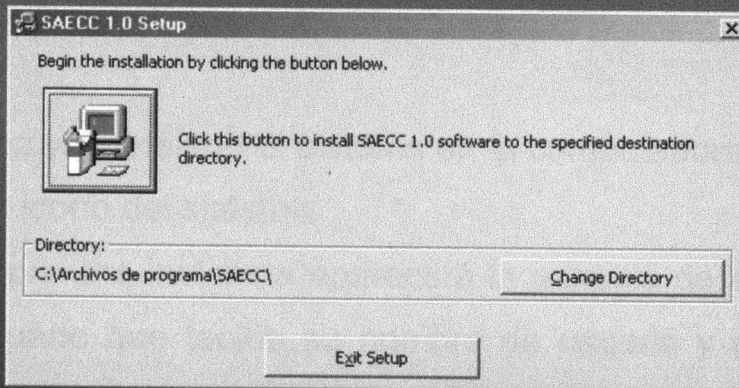 SAECC 1.0 Setup
Begin the installation by clicking the button below.
Click this button to install SAECC 1.0 software to the specified destination
directory.
Directory:
C:\Archivos de programa\SAECC\
Change Directory
Exit Setup